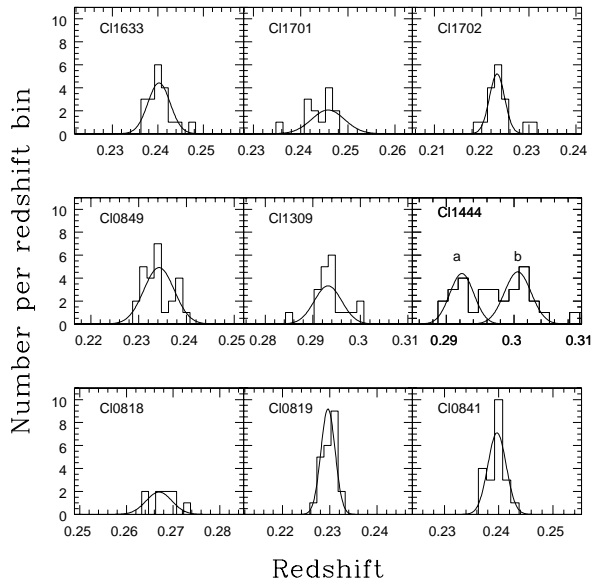 Number per redshift bin
10
8
6
4
2
0
Cl1633
0.23 0.24 0.25
Cl1701
0.23 0.24 0.25 0.26
Cl1702
0.21 0.22 0.23 0.24
10
8
6
4
2
0
Cl0849
0.22 0.23 0.24 0.25
Cl1309
0.28 0.29 0.30 0.31
Cl1444
a b
0.29 0.3 0.31
10
8
6
4
2
0
Cl0818
0.25 0.26 0.27 0.28
Cl0819
0.22 0.23 0.24
Cl0841
0.23 0.24 0.25
Redshift